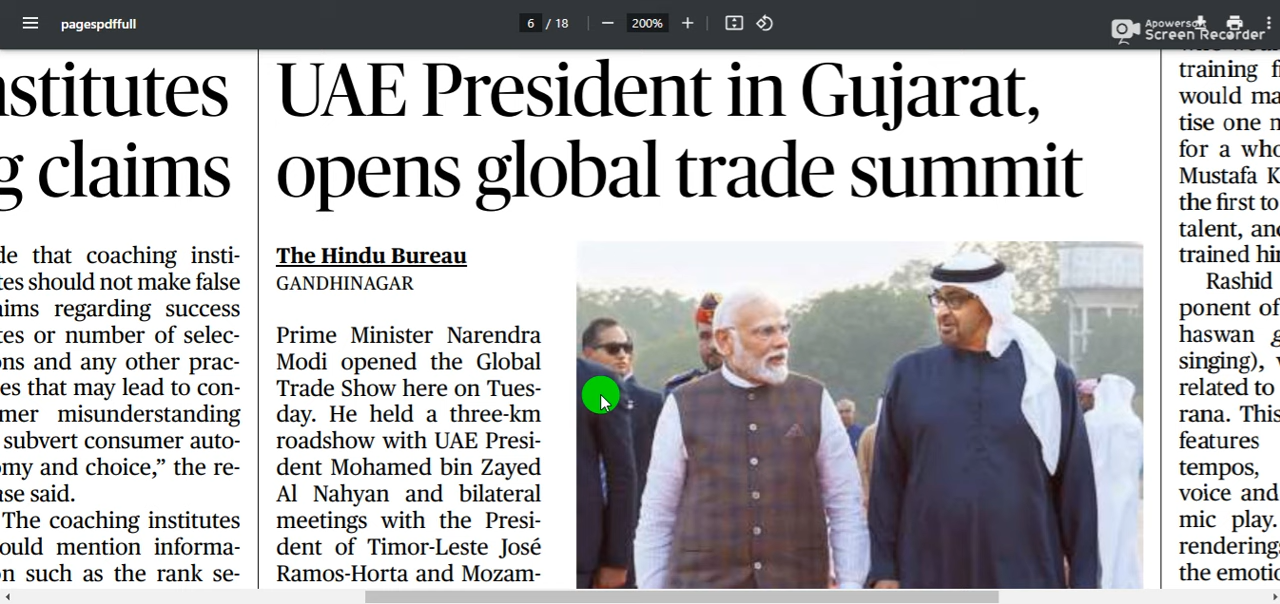 pagespdffull
6 / 18
200%
Apowersoft
Screen Recorder
nstitutes
g claims
de that coaching insti-
tes should not make false
aims regarding success
tes or number of selec-
ons and any other prac-
es that may lead to con-
mer misunderstanding
subvert consumer auto-
omy and choice,” the re-
ase said.
The coaching institutes
ould mention informa-
on such as the rank se-
UAE President in Gujarat,
opens global trade summit
The Hindu Bureau
GANDHINAGAR
Prime Minister Narendra
Modi opened the Global
Trade Show here on Tues-
day. He held a three-km
roadshow with UAE Presi-
dent Mohamed bin Zayed
Al Nahyan and bilateral
meetings with the Presi-
dent of Timor-Leste José
Ramos-Horta and Mozam-
training f
would ma
tise one m
for a who
Mustafa K
the first to
talent, and
trained hin
Rashid
ponent of
haswan g
singing), v
related to
rana. This
features
tempos,
voice and
mic play.
renderings
the emotio